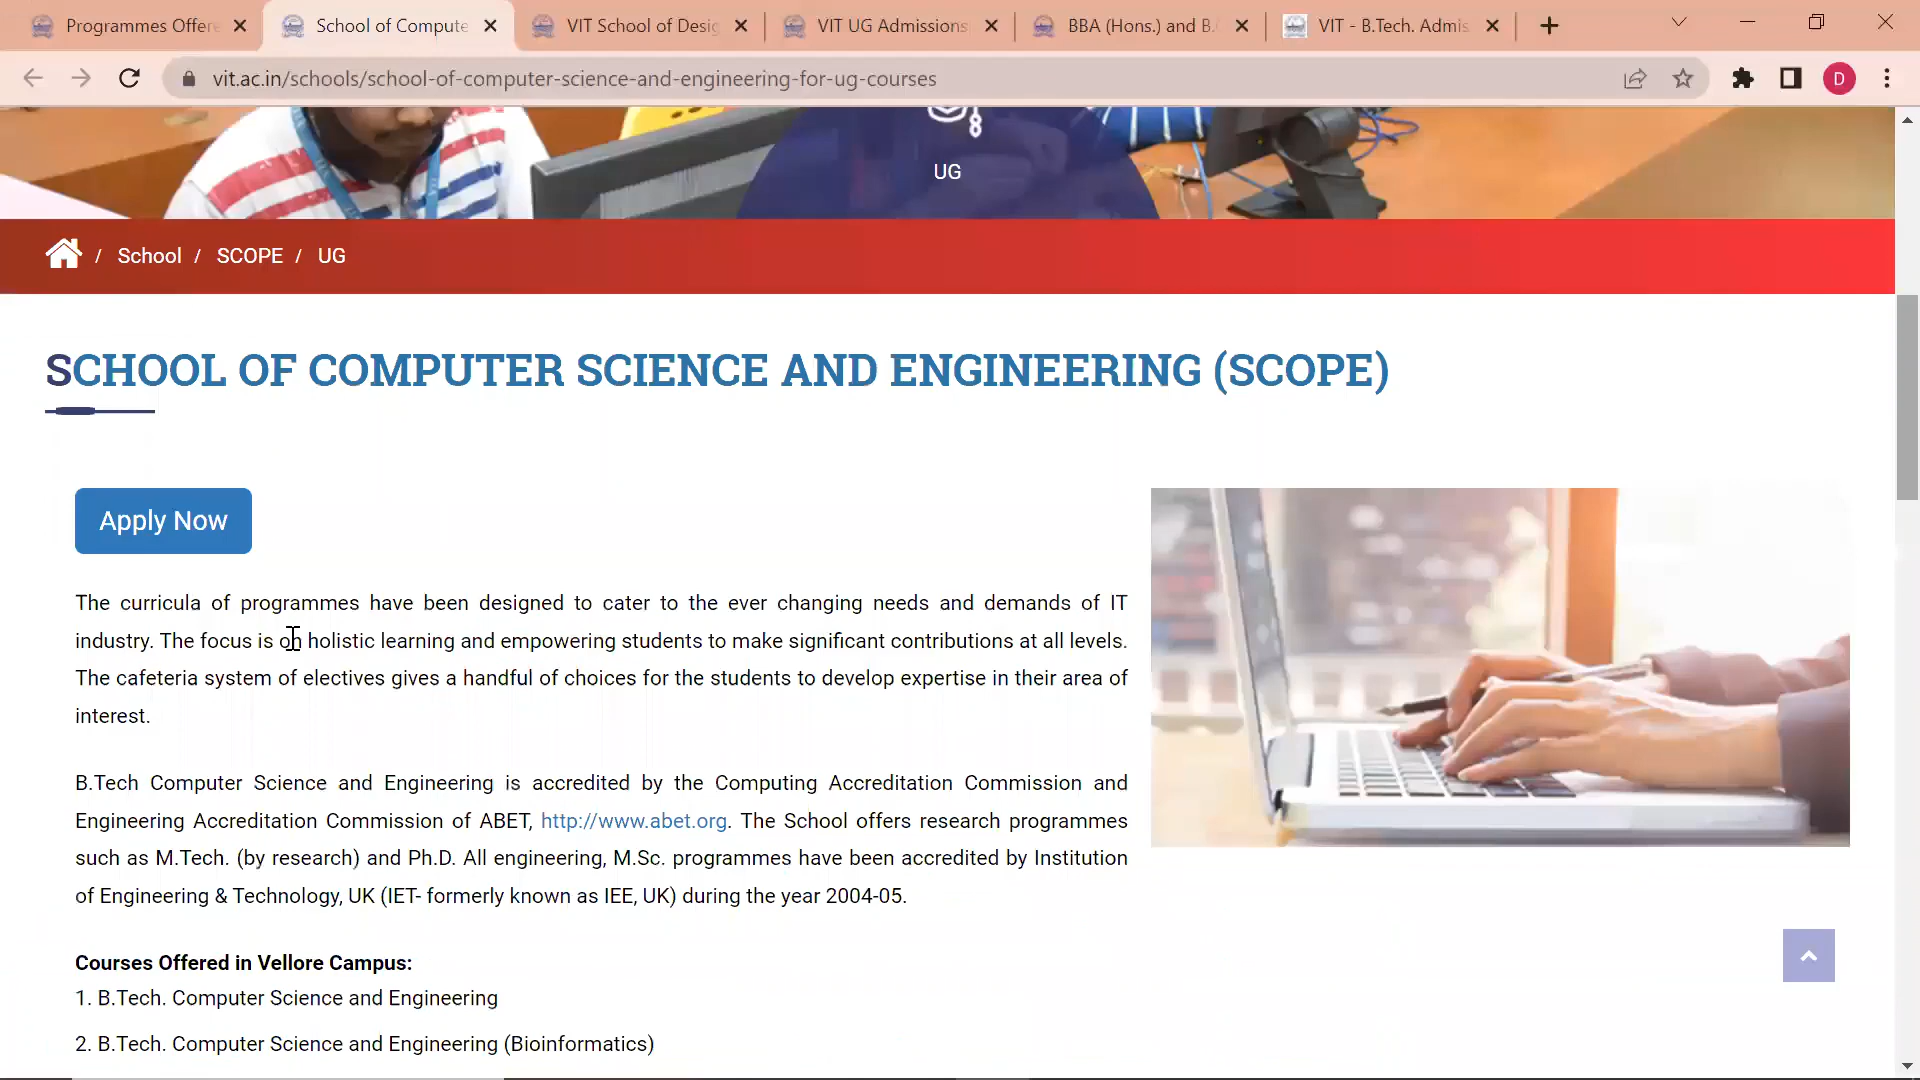 Programmes Offere
School of Compute
VIT School of Desig
VIT UG Admissions
BBA (Hons.) and B.
VIT - B.Tech. Admis
vit.ac.in/schools/school-of-computer-science-and-engineering-for-ug-courses
D
UG
/ School / SCOPE / UG
SCHOOL OF COMPUTER SCIENCE AND ENGINEERING (SCOPE)
Apply Now
The curricula of programmes have been designed to cater to the ever changing needs and demands of IT
industry. The focus is on holistic learning and empowering students to make significant contributions at all levels.
The cafeteria system of electives gives a handful of choices for the students to develop expertise in their area of
interest.
B.Tech Computer Science and Engineering is accredited by the Computing Accreditation Commission and
Engineering Accreditation Commission of ABET, http://www.abet.org. The School offers research programmes
such as M.Tech. (by research) and Ph.D. All engineering, M.Sc. programmes have been accredited by Institution
of Engineering & Technology, UK (IET- formerly known as IEE, UK) during the year 2004-05.
Courses Offered in Vellore Campus:
1. B.Tech. Computer Science and Engineering
2. B.Tech. Computer Science and Engineering (Bioinformatics)